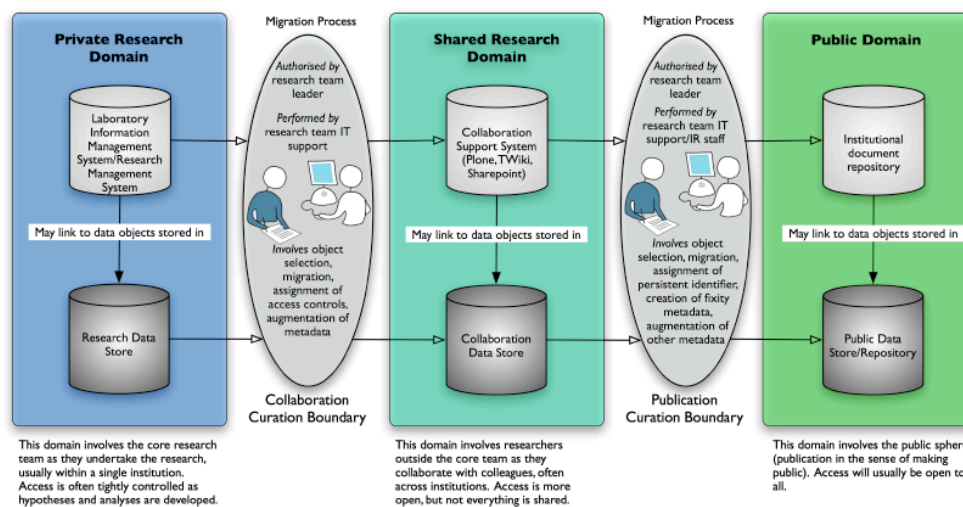 Private Research
Domain
Laboratory
Information
Management
System/Research
Management
System
May link to data objects stored in
Research Data
Store
This domain involves the core research
team as they undertake the research,
usually within a single institution.
Access is often tightly controlled as
hypotheses and analyses are developed.
Migration Process
Authorised by
research team
leader
Performed by
research team IT
support
Involves object
selection,
migration,
assignment of
access controls,
augmentation of
metadata
Collaboration
Curation Boundary
Shared Research
Domain
Collaboration
Support System
(Plone, TWiki,
Sharepoint)
May link to data objects stored in
Collaboration
Data Store
This domain involves researchers
outside the core team as they
collaborate with colleagues, often
across institutions. Access is more
open, but not everything is shared.
Migration Process
Authorised by
research team
leader
Performed by
research team IT
support/IR staff
Involves object
selection, migration,
assignment of
persistent identifier,
creation of fixity
metadata,
augmentation of
other metadata
Publication
Curation Boundary
Public Domain
Institutional
document
repository
May link to data objects stored in
Public Data
Store/Repository
This domain involves the public spher
(publication in the sense of making
public). Access will usually be open to
all.